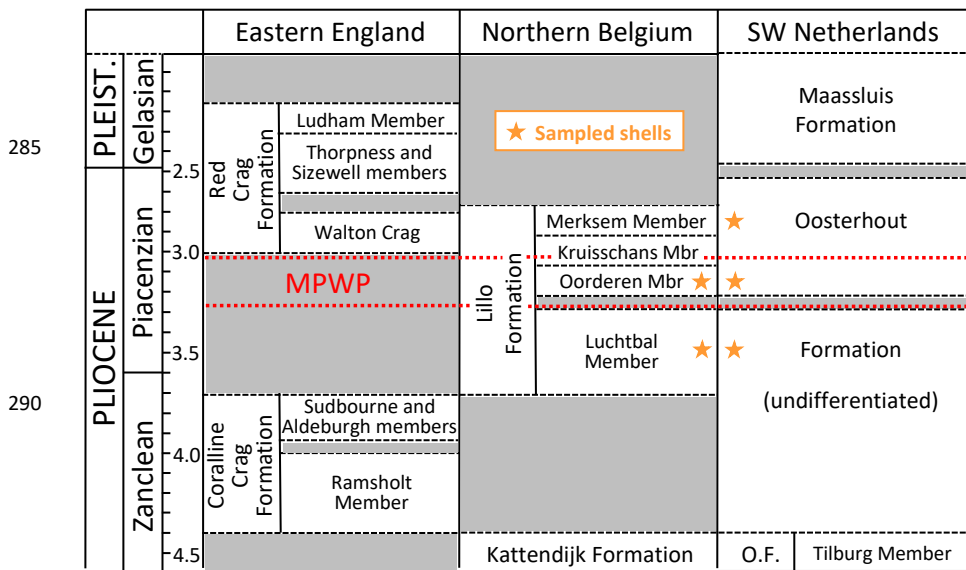 Eastern England
Northern Belgium
SW Netherlands
PLEIST.
Gelasian
285
Ludham Member
Thorpness and
Sizewell members
Red
Crag
Formation
Walton Crag
★ Sampled shells
Maassluis
Formation
2.5
PLIOCENE
Piacenzian
3.0
MPWP
3.5
Merksem Member
Kruisschans Mbr
Oorderen Mbr
Lillo
Formation
Luchtbal
Member
Oosterhout
Formation
(undifferentiated)
290
Zanclean
4.0
4.5
Coralline
Crag
Formation
Sudbourne and
Aldeburgh members
Ramsholt
Member
Kattendijk Formation
O.F.
Tilburg Member